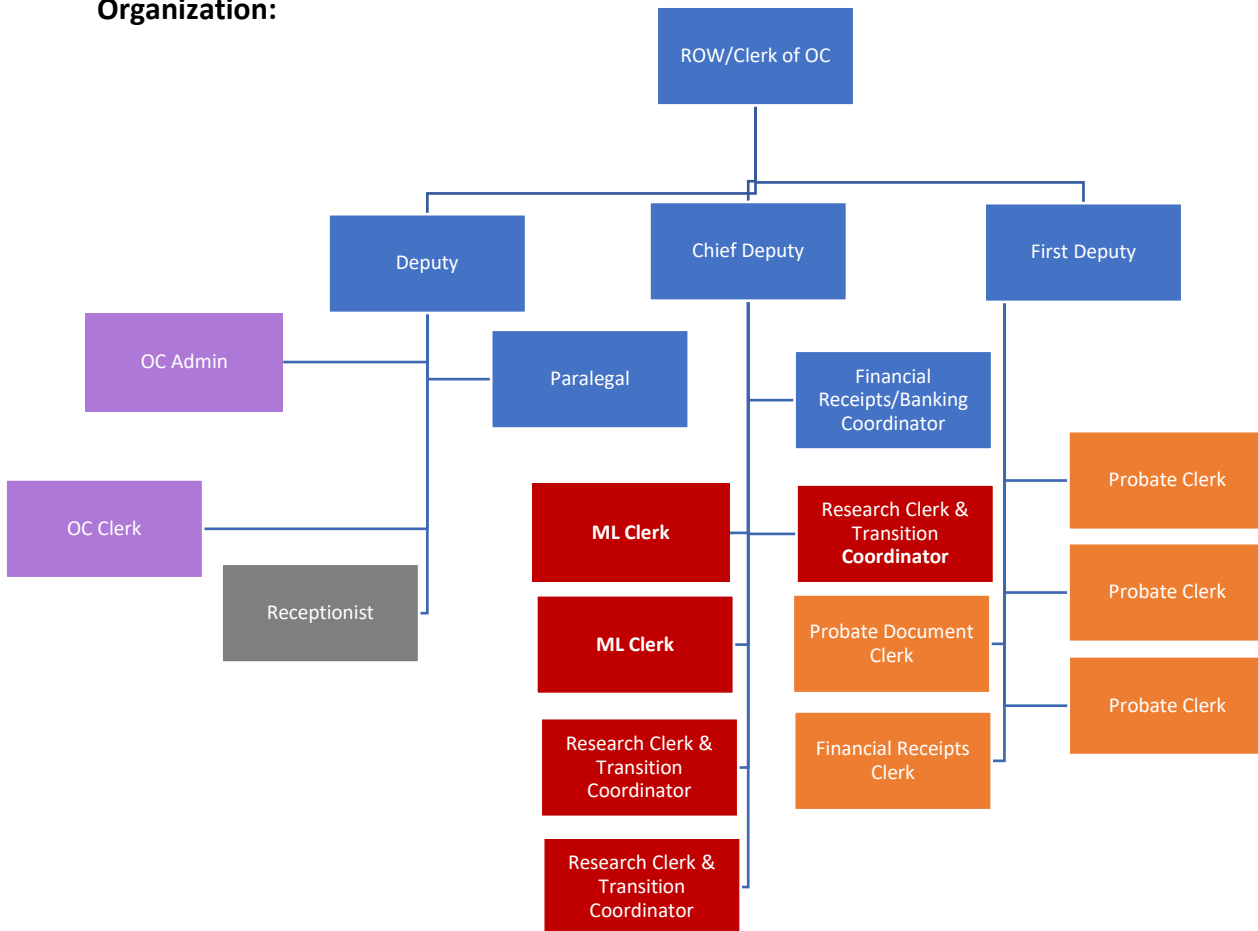 Organization:
ROW/Clerk of OC
Deputy
Chief Deputy
First Deputy
OC Admin
Paralegal
Financial
Receipts/Banking
Coordinator
Probate Clerk
OC Clerk
ML Clerk
Research Clerk &
Transition
Coordinator
Receptionist
ML Clerk
Probate Document
Clerk
Probate Clerk
Research Clerk &
Transition
Coordinator
Financial Receipts
Clerk
Probate Clerk
Research Clerk &
Transition
Coordinator